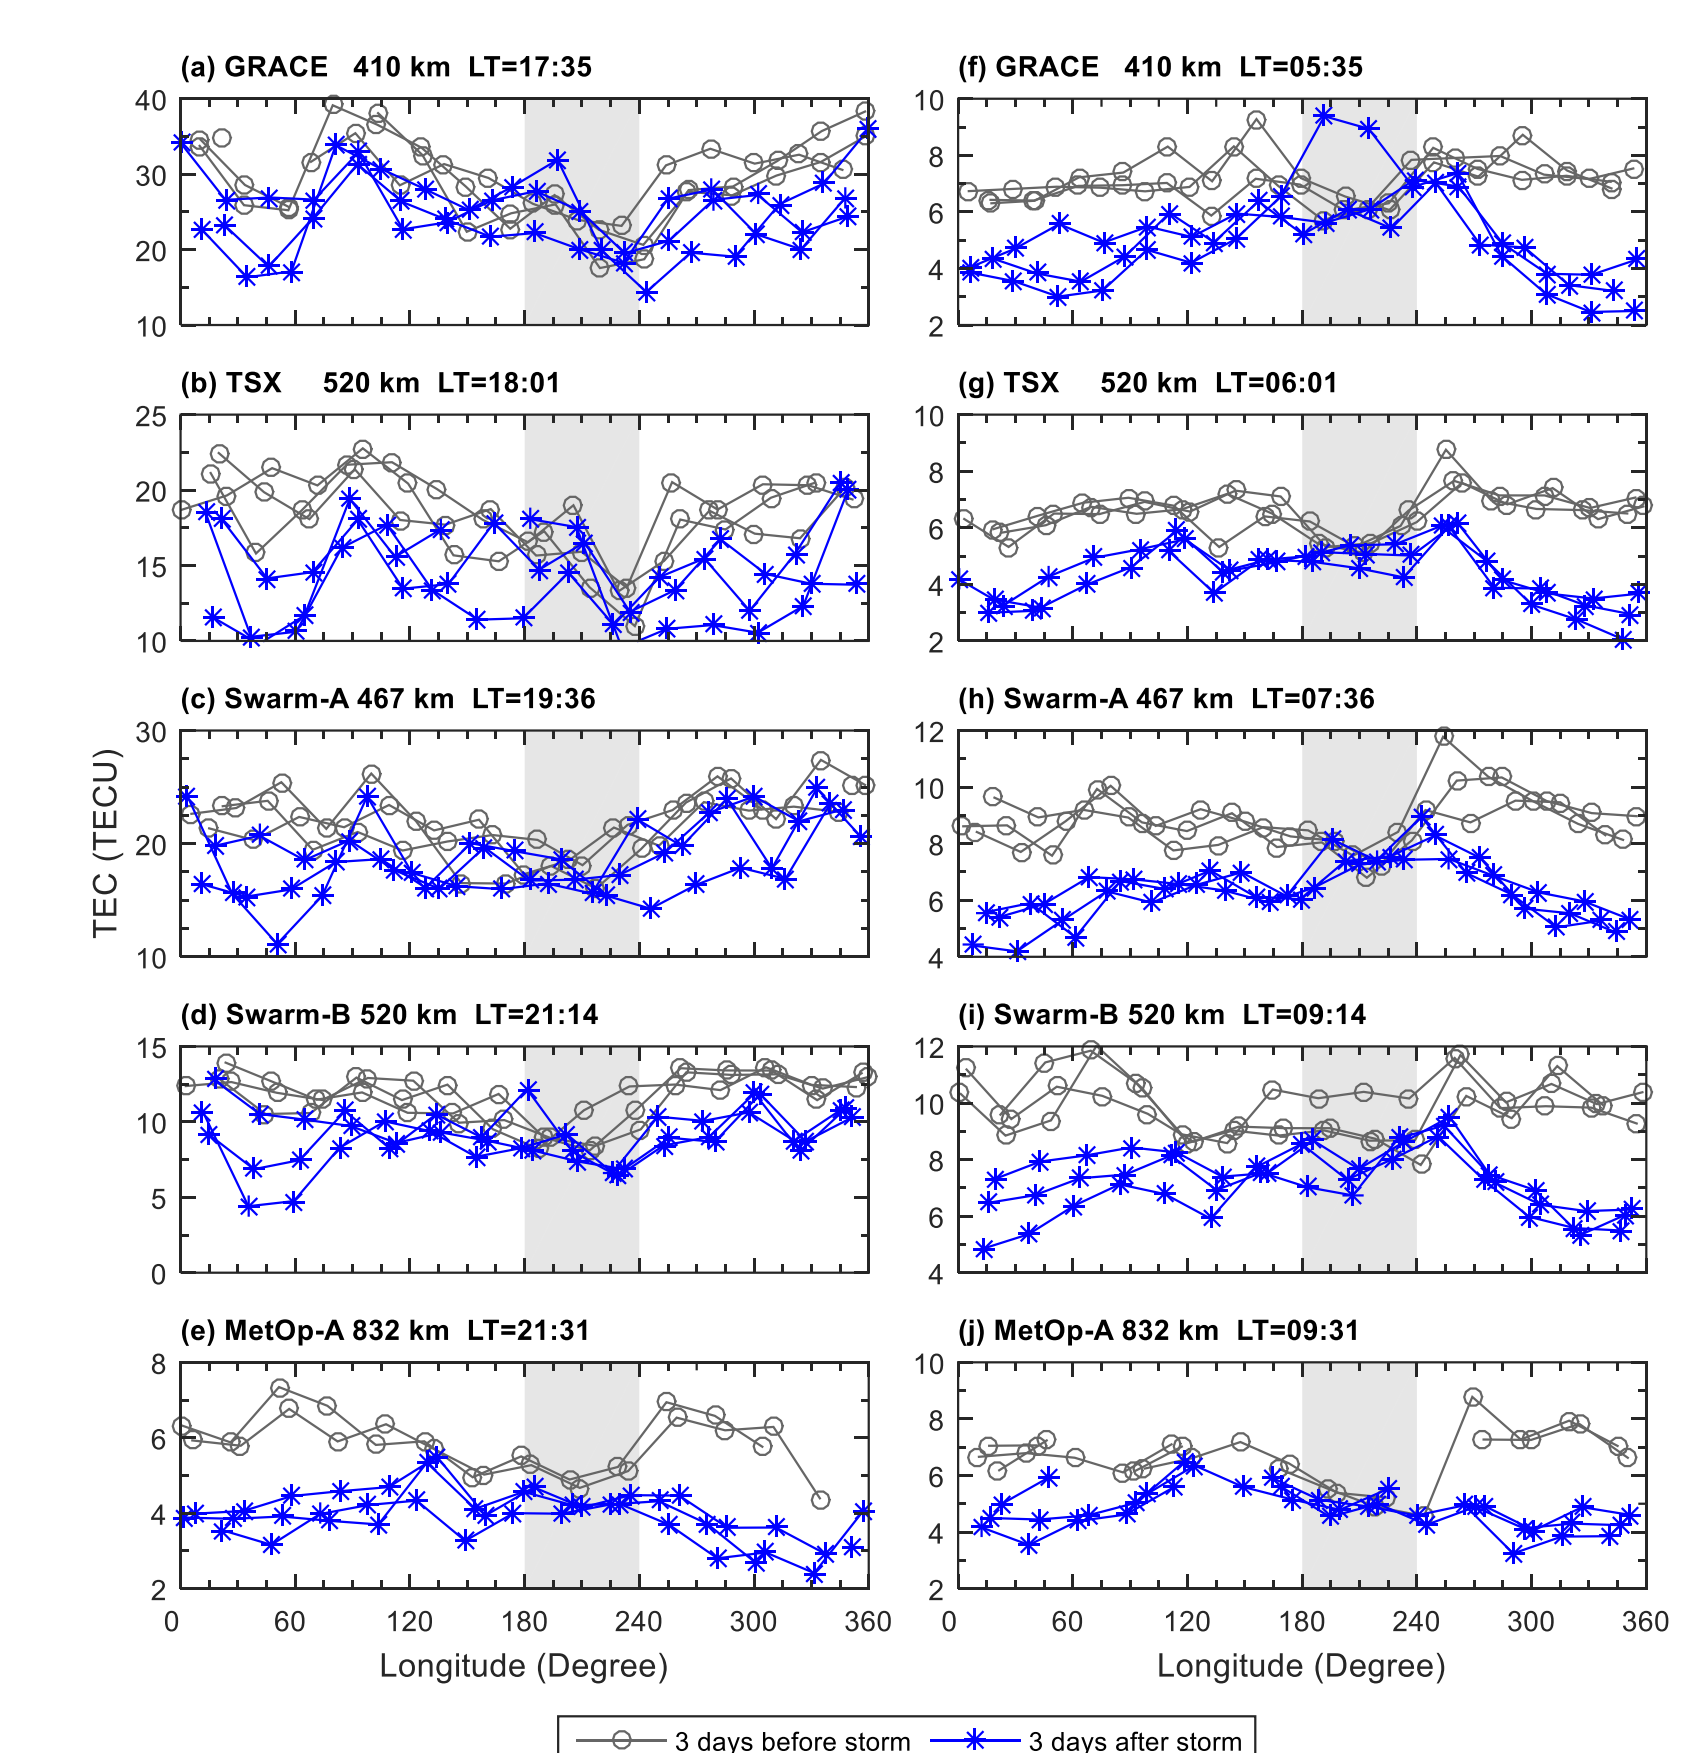 (a) GRACE 410 km LT=17:35
40
30
20
10
(f) GRACE 410 km LT=05:35
10
8
6
4
2
(b) TSX 520 km LT=18:01
25
20
15
10
(g) TSX 520 km LT=06:01
10
8
6
4
2
(c) Swarm-A 467 km LT=19:36
30
20
10
(h) Swarm-A 467 km LT=07:36
12
10
8
6
4
TEC (TECU)
(d) Swarm-B 520 km LT=21:14
15
10
5
0
(i) Swarm-B 520 km LT=09:14
12
10
8
6
4
(e) MetOp-A 832 km LT=21:31
8
6
4
2
0 60 120 180 240 300 360
Longitude (Degree)
(j) MetOp-A 832 km LT=09:31
10
8
6
4
2
0 60 120 180 240 300 360
Longitude (Degree)
3 days before storm 3 days after storm